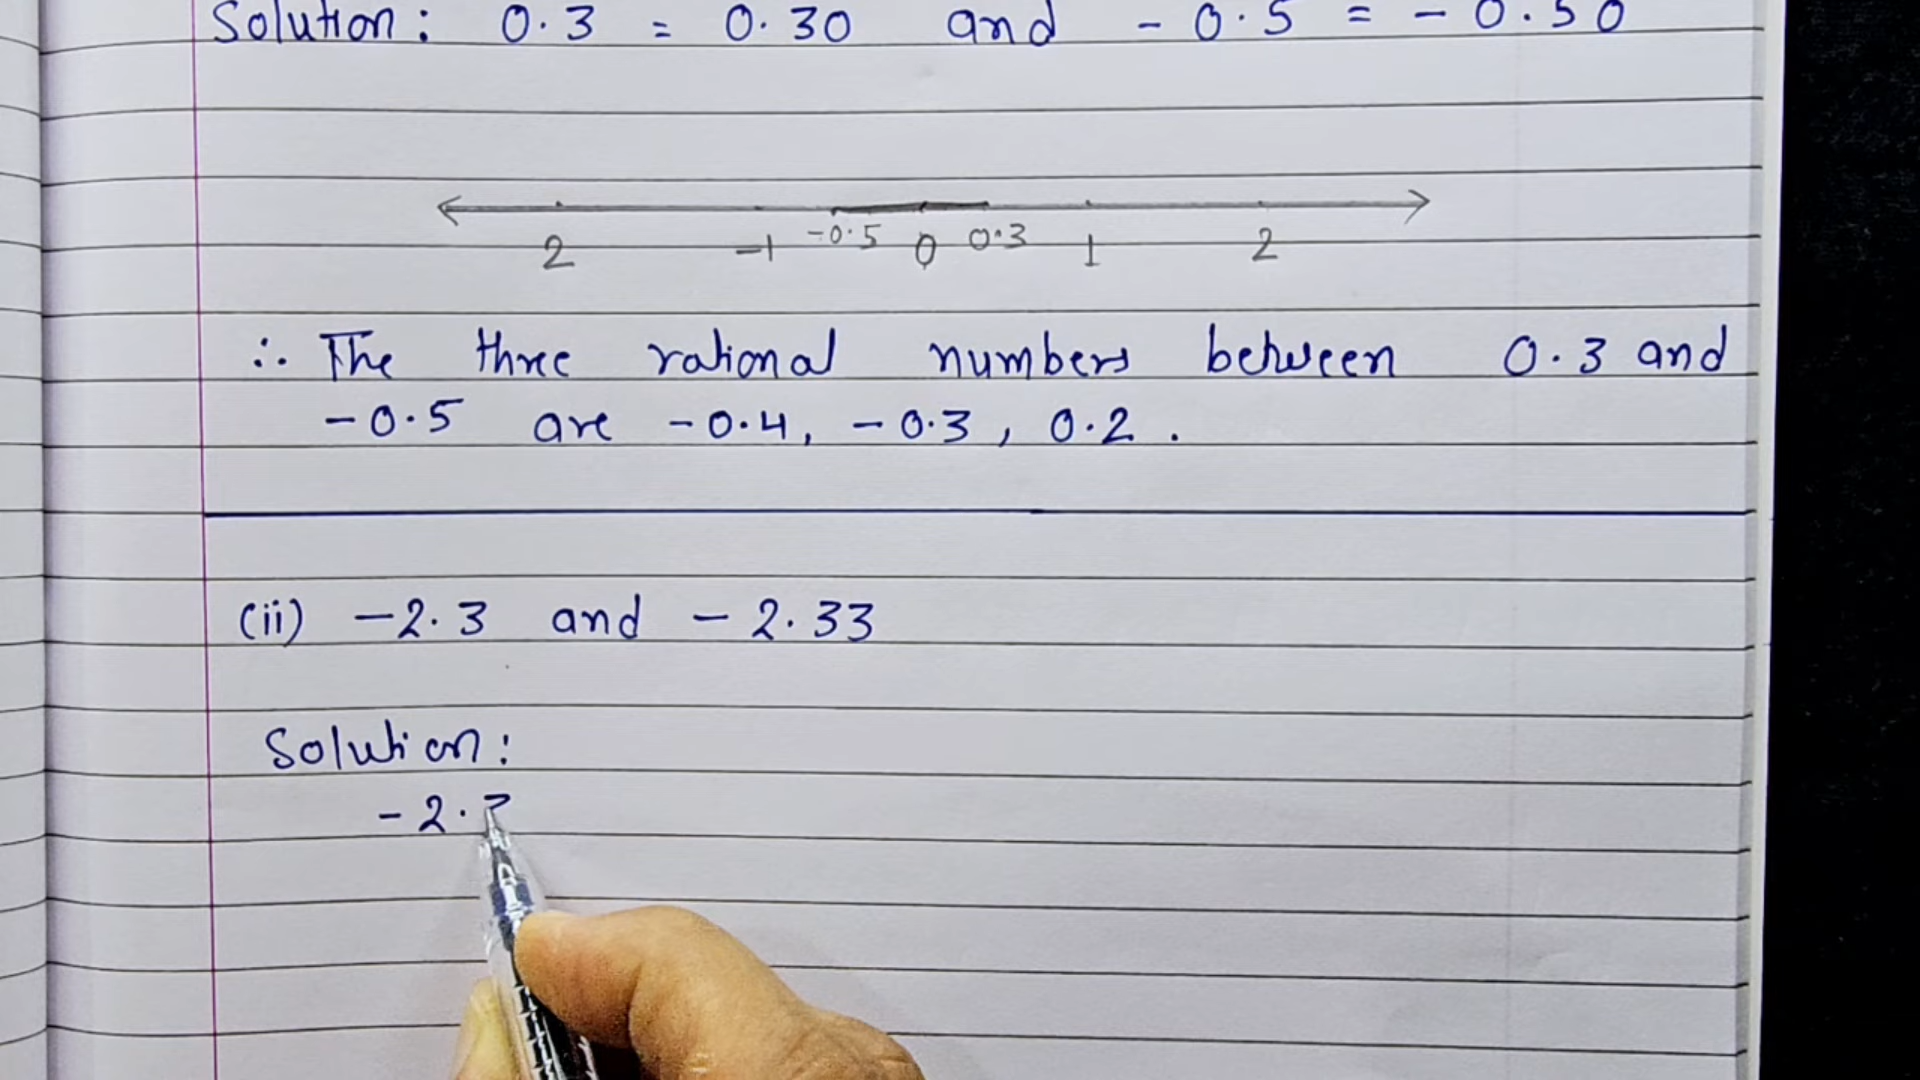 Solution: 0.3 = 0.30 and - 0.5 = - 0.50
2 -1 -0.5 0 0.3 1 2
∴ The three rational numbers between 0.3 and
-0.5 are -0.4, -0.3, 0.2.
(ii) -2.3 and - 2.33
Solution:
- 2.3